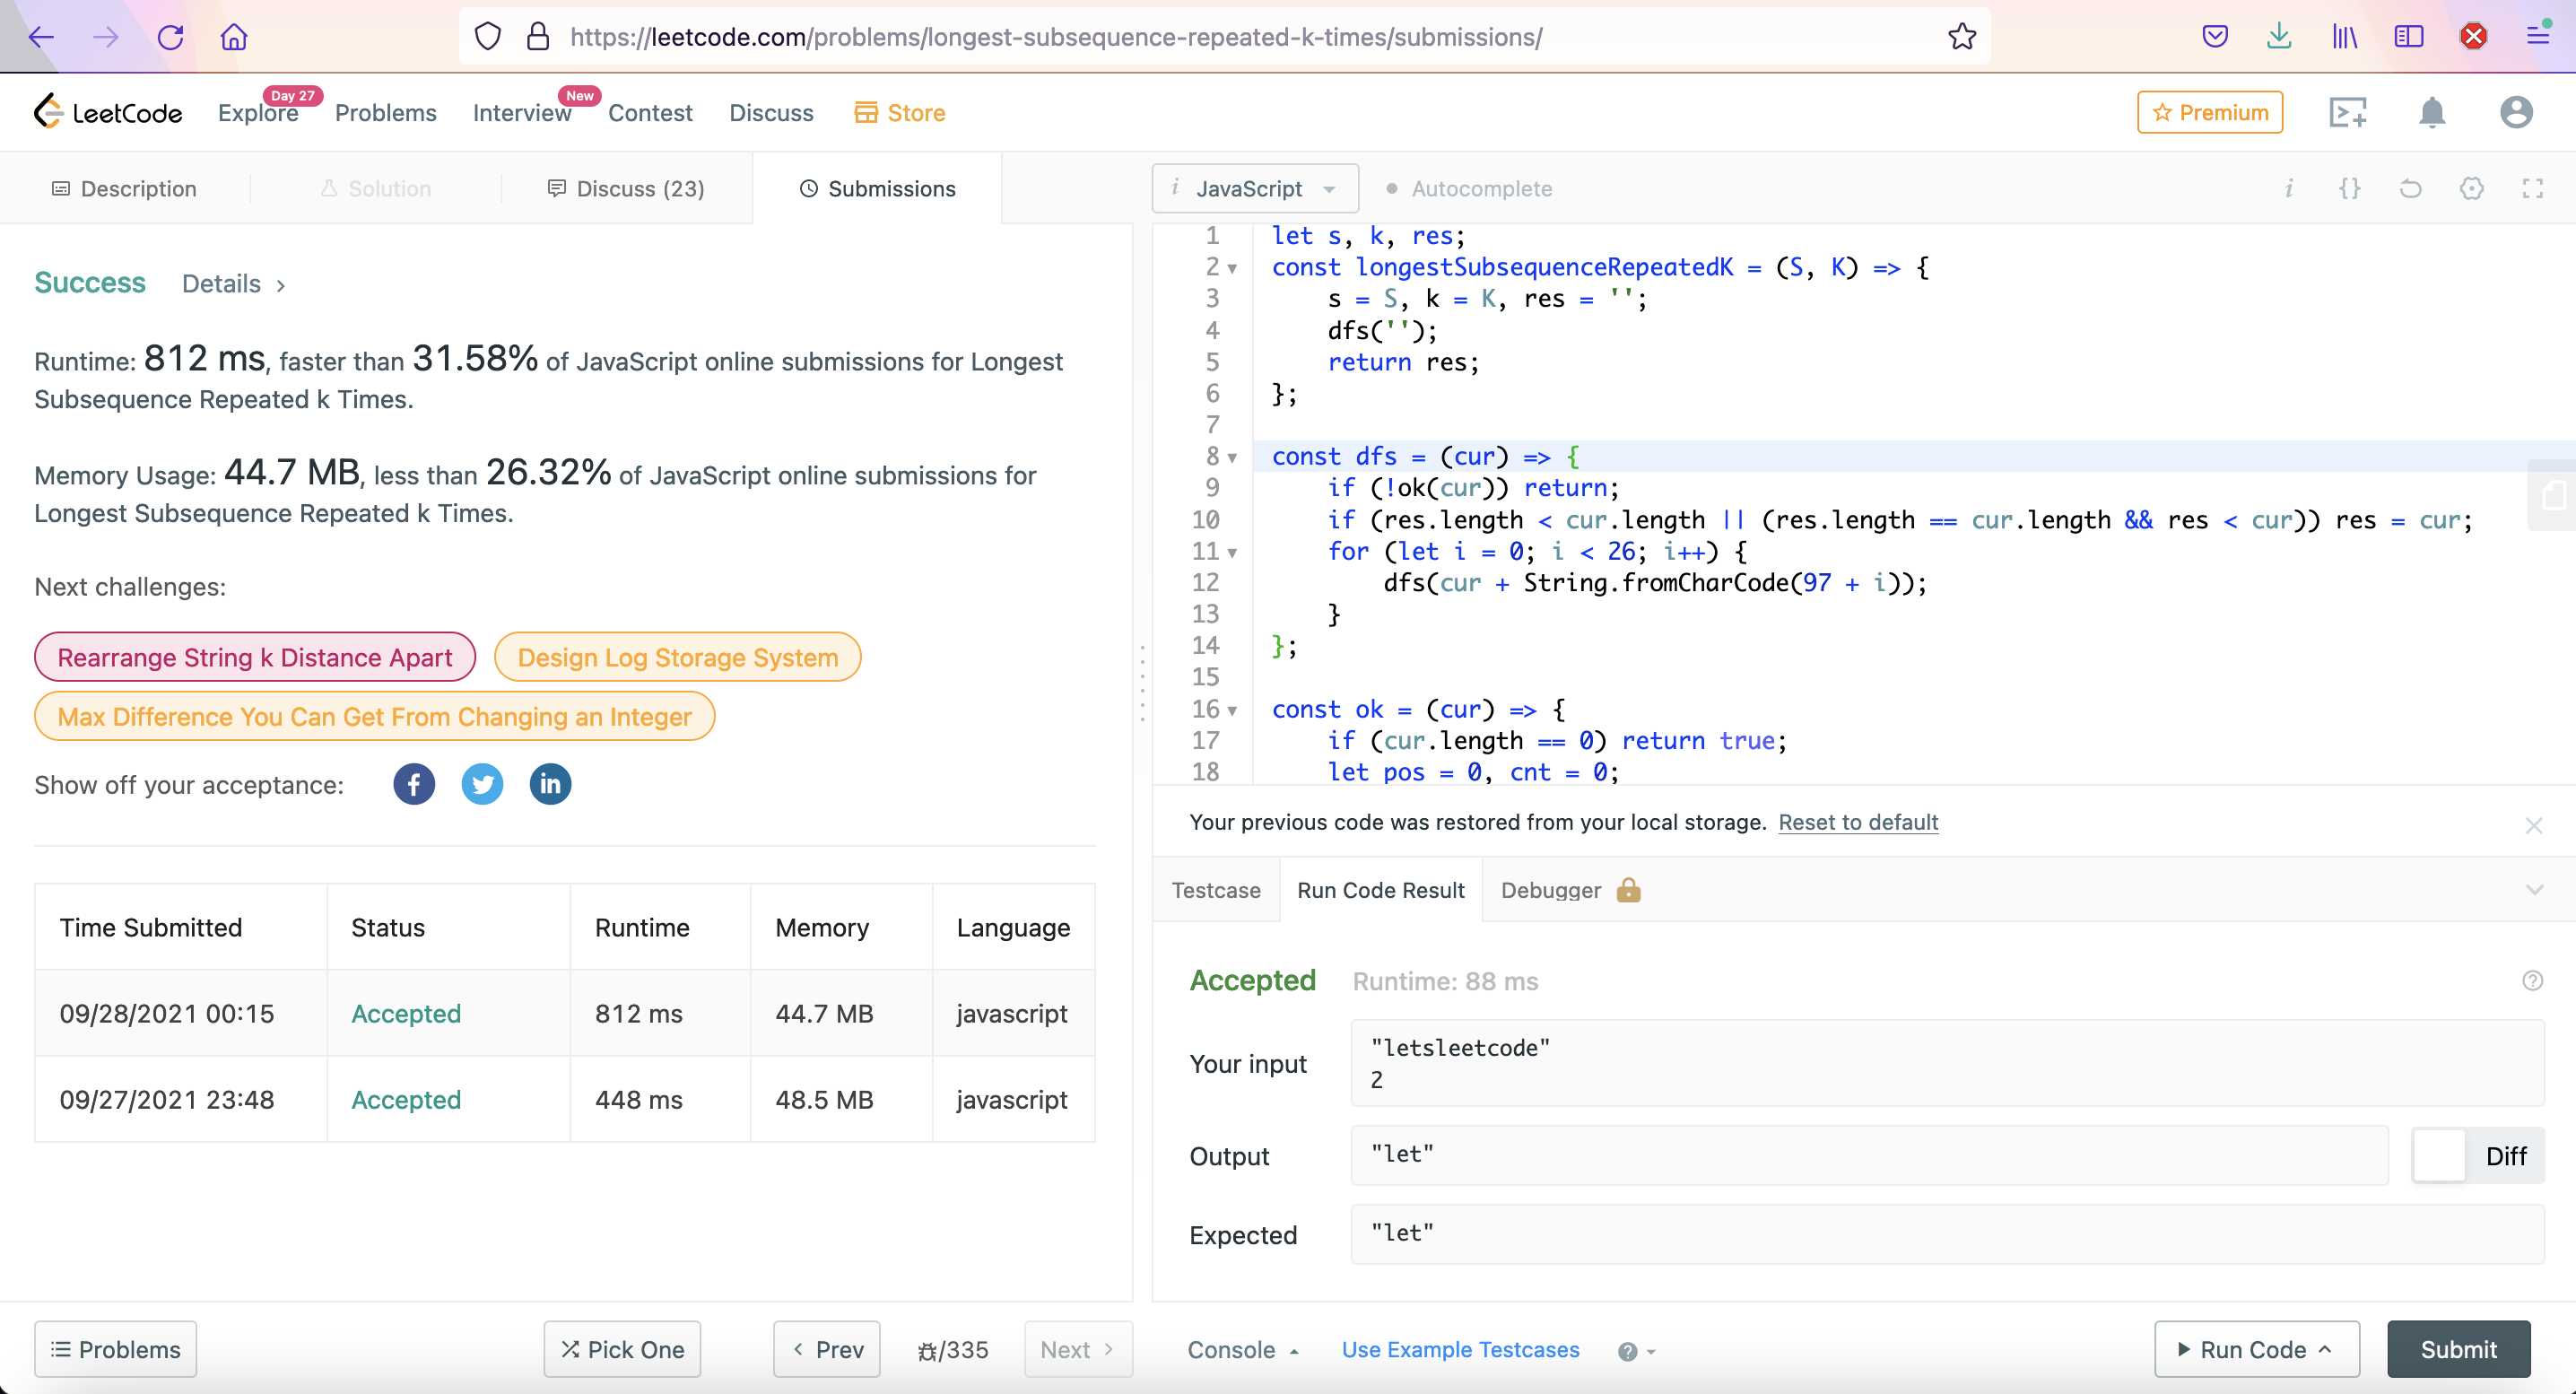 https://leetcode.com/problems/longest-subsequence-repeated-k-times/submissions/
LeetCode
Explore
Day 27
Problems
Interview
New
Contest
Discuss
Store
Premium
Description
Solution
Discuss (23)
Submissions
Success
Details
Runtime: 812 ms, faster than 31.58% of JavaScript online submissions for Longest
Subsequence Repeated k Times.
Memory Usage: 44.7 MB, less than 26.32% of JavaScript online submissions for
Longest Subsequence Repeated k Times.
Next challenges:
Rearrange String k Distance Apart
Design Log Storage System
Max Difference You Can Get From Changing an Integer
Show off your acceptance:
Time Submitted Status Runtime Memory Language
09/28/2021 00:15 Accepted 812 ms 44.7 MB javascript
09/27/2021 23:48 Accepted 448 ms 48.5 MB javascript
Problems
Pick One
Prev
/335
Next
i JavaScript
Autocomplete
i {}
1 let s, k, res;
2 const longestSubsequenceRepeatedK = (S, K) => {
3 s = S, k = K, res = '';
4 dfs('');
5 return res;
6 };
7
8 const dfs = (cur) => {
9 if (!ok(cur)) return;
10 if (res.length < cur.length || (res.length == cur.length && res < cur)) res = cur;
11 for (let i = 0; i < 26; i++) {
12 dfs(cur + String.fromCharCode(97 + i));
13 }
14 };
15
16 const ok = (cur) => {
17 if (cur.length == 0) return true;
18 let pos = 0, cnt = 0;
Your previous code was restored from your local storage. Reset to default
Testcase
Run Code Result
Debugger
Accepted Runtime: 88 ms
Your input
"letsleetcode"
2
Output
"let"
Diff
Expected
"let"
Console
Use Example Testcases
Run Code
Submit